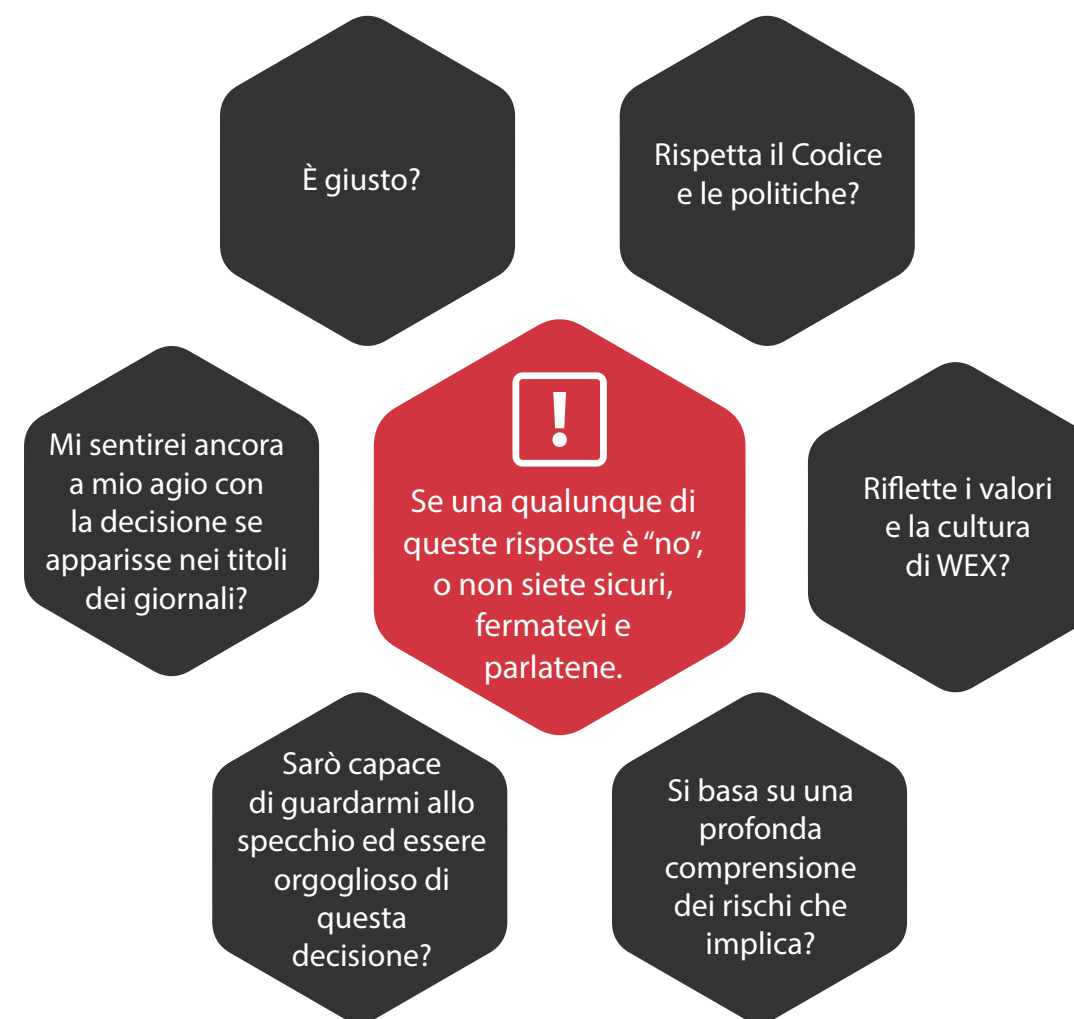 È giusto?
Rispetta il Codice
e le politiche?
Mi sentirei ancora
a mio agio con
la decisione se
apparisse nei titoli
dei giornali?
!
Se una qualunque di
queste risposte è “no”,
o non siete sicuri,
fermatevi e
parlatene.
Riflette i valori
e la cultura
di WEX?
Sarò capace
di guardarmi allo
specchio ed essere
orgoglioso di
questa
decisione?
Si basa su una
profonda
comprensione
dei rischi che
implica?